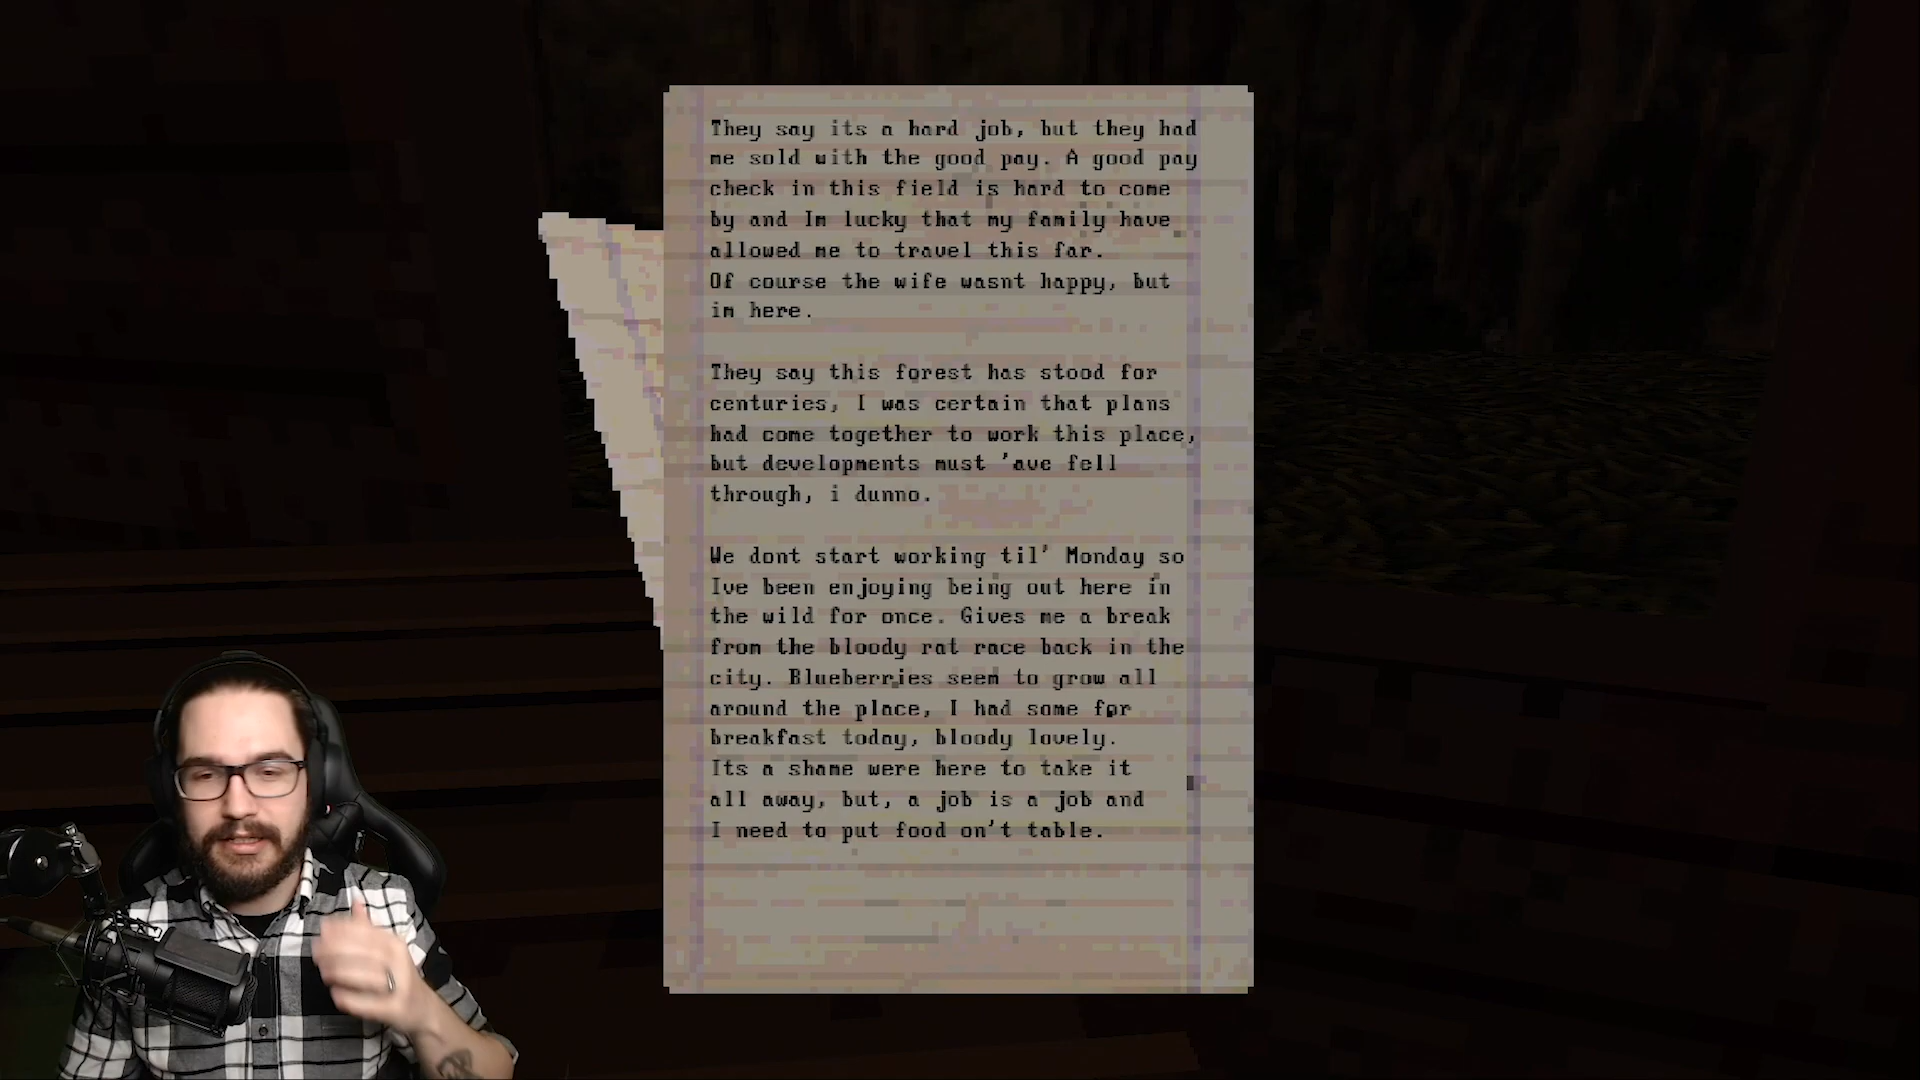 They say its a hard job, but they had
me sold with the good pay. A good pay
check in this field is hard to come
by and Im lucky that my family have
allowed me to travel this far.
Of course the wife wasnt happy, but
im here.
They say this forest has stood for
centuries, I was certain that plans
had come together to work this place,
but developments must 'ave fell
through, i dunno.
We dont start working til' Monday so
Ive been enjoying being out here in
the wild for once. Gives me a break
from the bloody rat race back in the
city. Blueberries seem to grow all
around the place, I had some for
breakfast today, bloody lovely.
Its a shame were here to take it
all away, but, a job is a job and
I need to put food on't table.